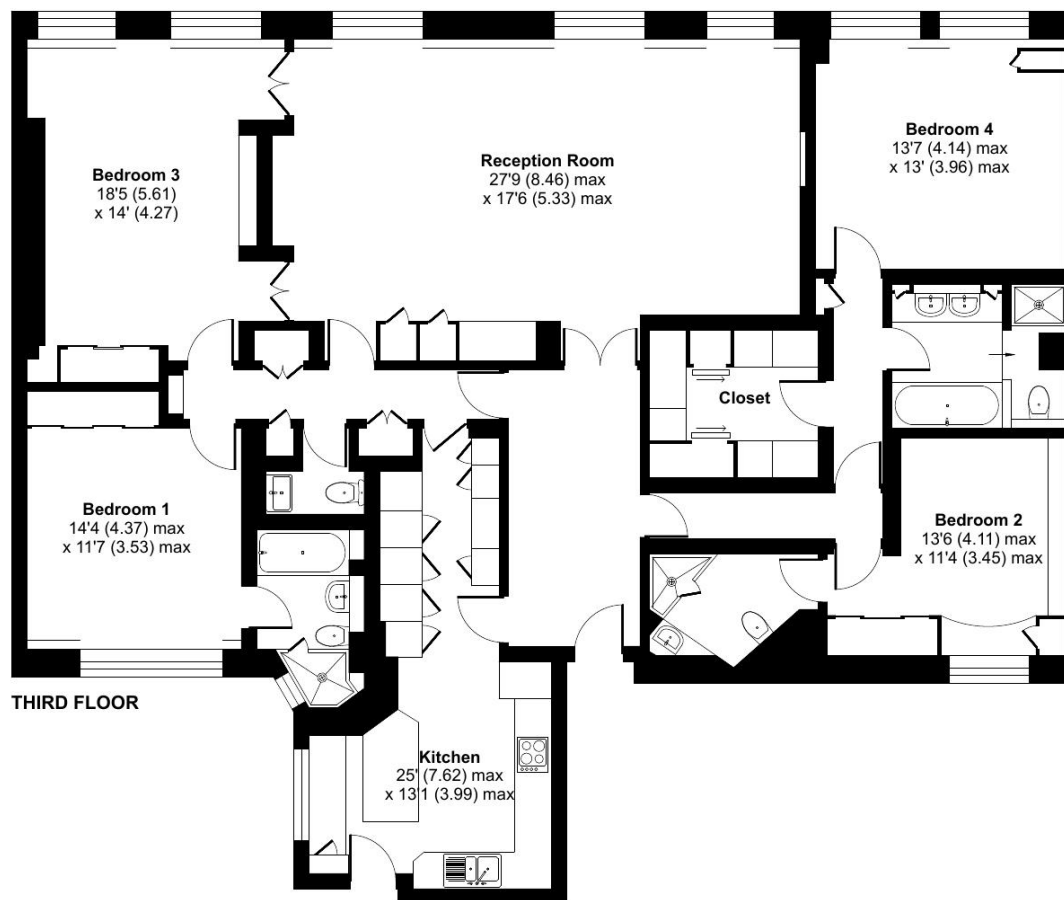 Bedroom 4
13'7 (4.14) max
x 13' (3.96) max
Reception Room
27'9 (8.46) max
x 17'6 (5.33) max
Bedroom 3
18'5 (5.61)
x 14' (4.27)
Closet
Bedroom 1
14'4 (4.37) max
x 11'7 (3.53) max
Bedroom 2
13'6 (4.11) max
x 11'4 (3.45) max
THIRD FLOOR
Kitchen
25' (7.62) max
x 13'1 (3.99) max